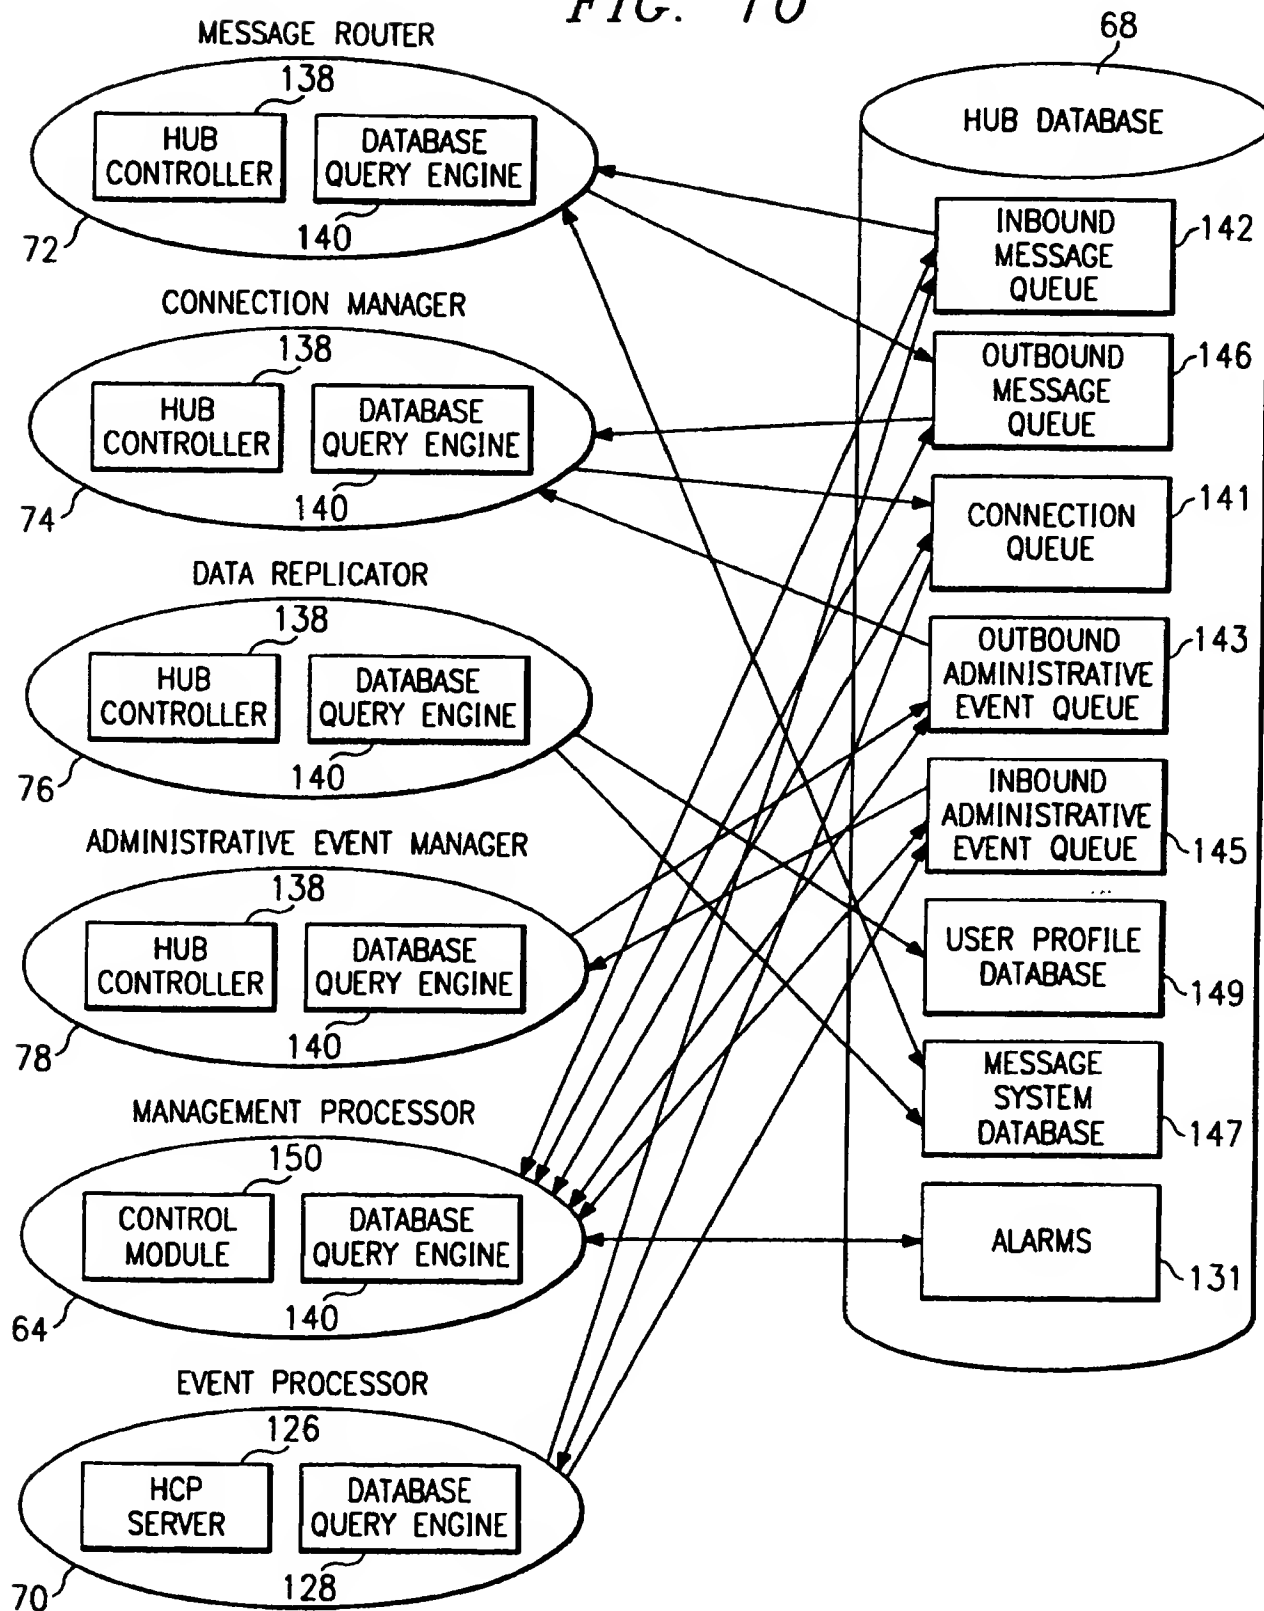 FIG. 10
MESSAGE ROUTER
138
HUB
CONTROLLER
DATABASE
QUERY ENGINE
140
72
CONNECTION MANAGER
138
HUB
CONTROLLER
DATABASE
QUERY ENGINE
140
74
DATA REPLICATOR
138
HUB
CONTROLLER
DATABASE
QUERY ENGINE
140
76
ADMINISTRATIVE EVENT MANAGER
138
HUB
CONTROLLER
DATABASE
QUERY ENGINE
140
78
MANAGEMENT PROCESSOR
150
CONTROL
MODULE
DATABASE
QUERY ENGINE
140
64
EVENT PROCESSOR
126
HCP
SERVER
DATABASE
QUERY ENGINE
128
70
68
HUB DATABASE
INBOUND
MESSAGE
QUEUE
142
OUTBOUND
MESSAGE
QUEUE
146
CONNECTION
QUEUE
141
OUTBOUND
ADMINISTRATIVE
EVENT QUEUE
143
INBOUND
ADMINISTRATIVE
EVENT QUEUE
145
USER PROFILE
DATABASE
149
MESSAGE
SYSTEM
DATABASE
147
ALARMS
131